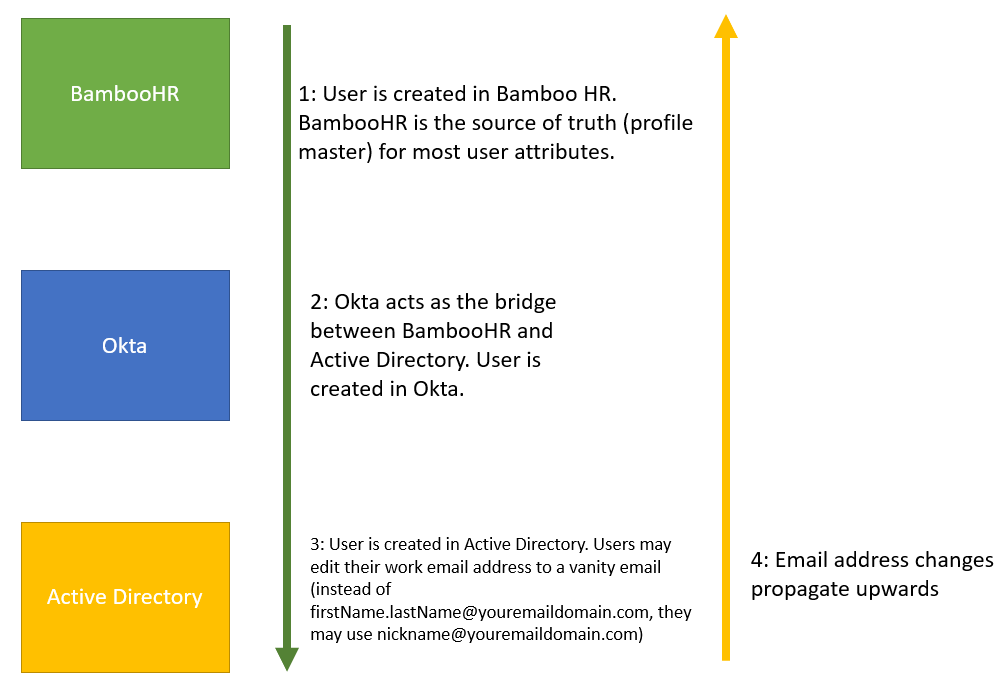 BambooHR
1: User is created in Bamboo HR.
BambooHR is the source of truth (profile
master) for most user attributes.
Okta
2: Okta acts as the bridge
between BambooHR and
Active Directory. User is
created in Okta.
Active Directory
3: User is created in Active Directory. Users may
edit their work email address to a vanity email
(instead of
firstName.lastName@youremaildomain.com, they
may use nickname@youremaildomain.com)
4: Email address changes
propagate upwards